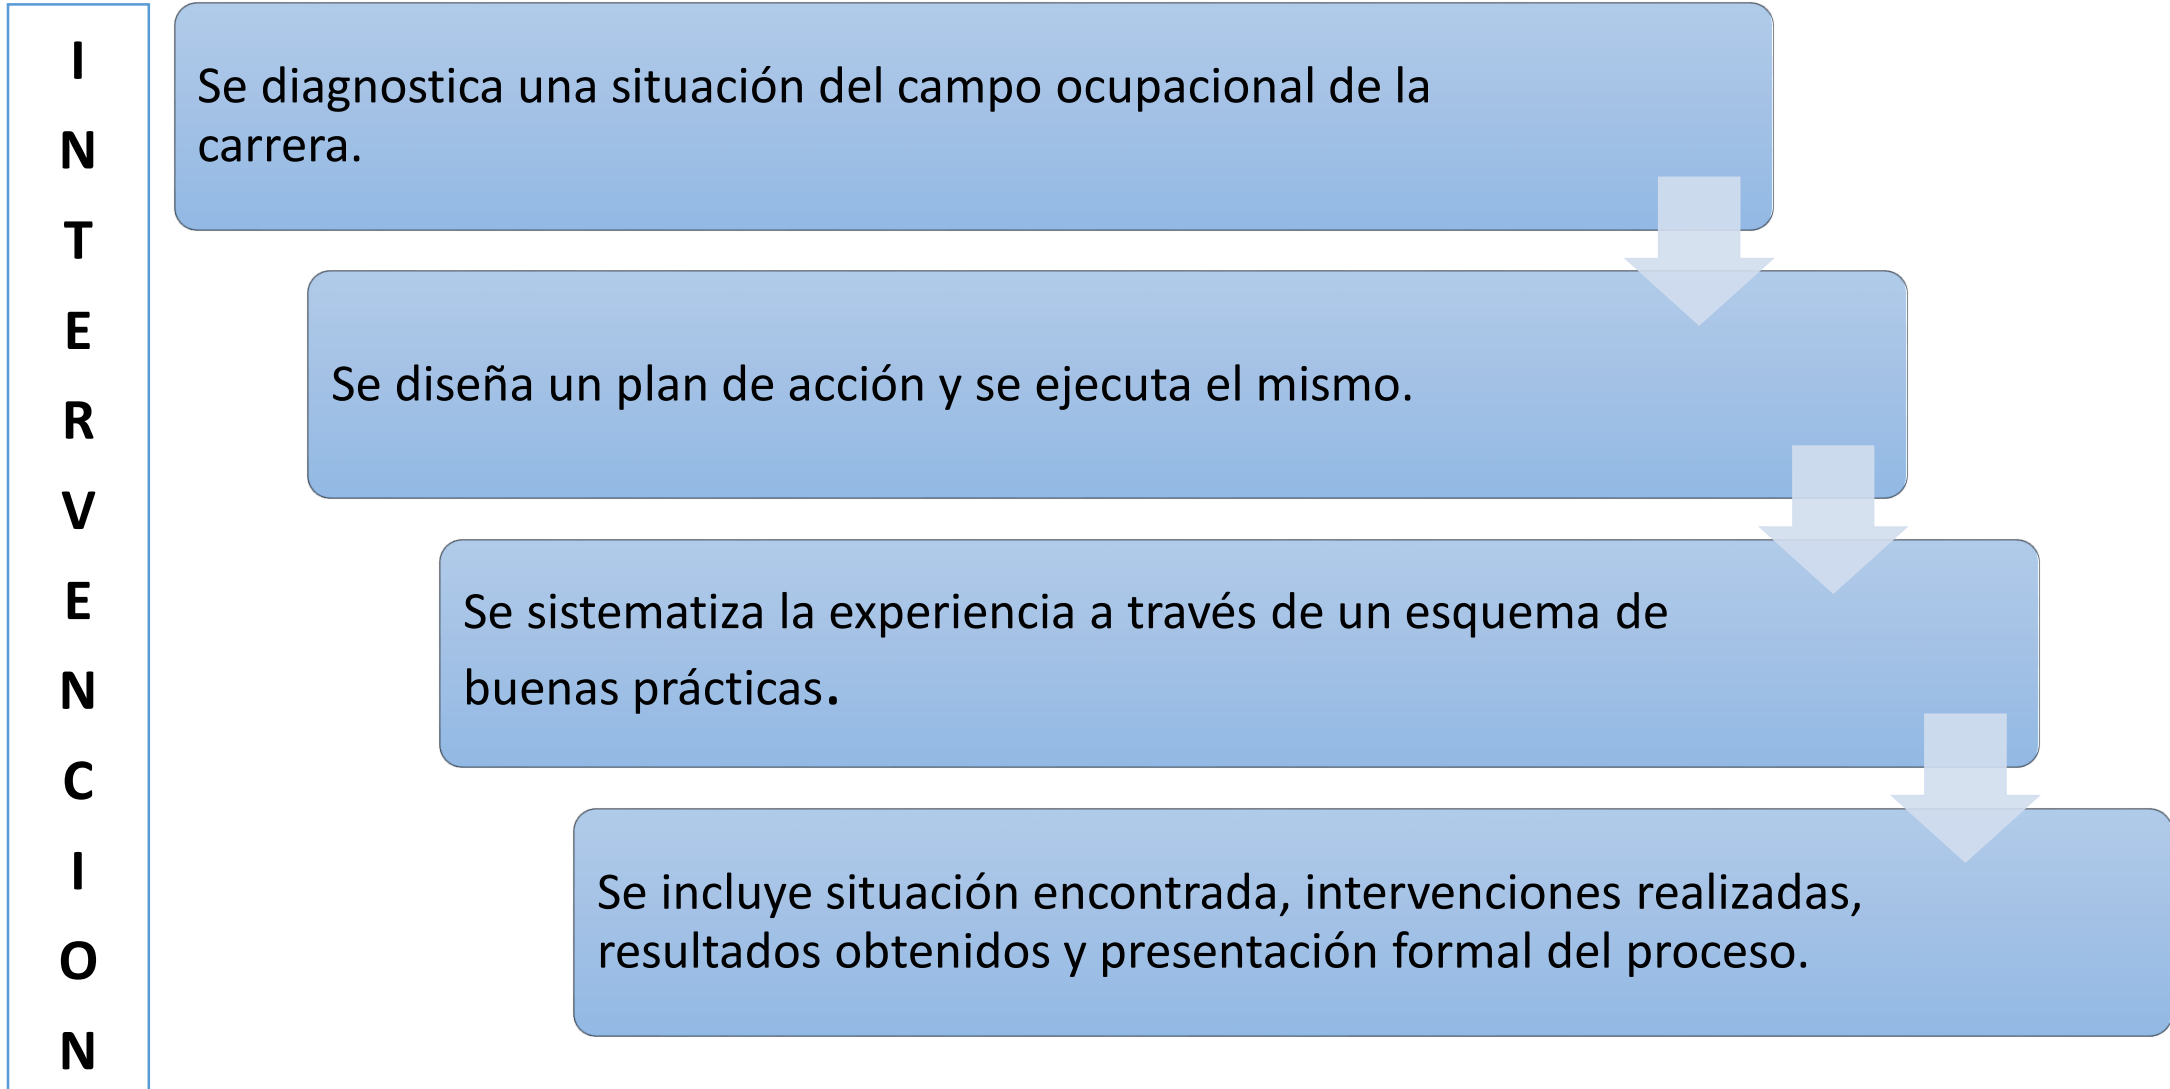 I
N
T
E
R
V
E
N
C
I
O
N
Se diagnostica una situación del campo ocupacional de la
carrera.
Se diseña un plan de acción y se ejecuta el mismo.
Se sistematiza la experiencia a través de un esquema de
buenas prácticas.
Se incluye situación encontrada, intervenciones realizadas,
resultados obtenidos y presentación formal del proceso.